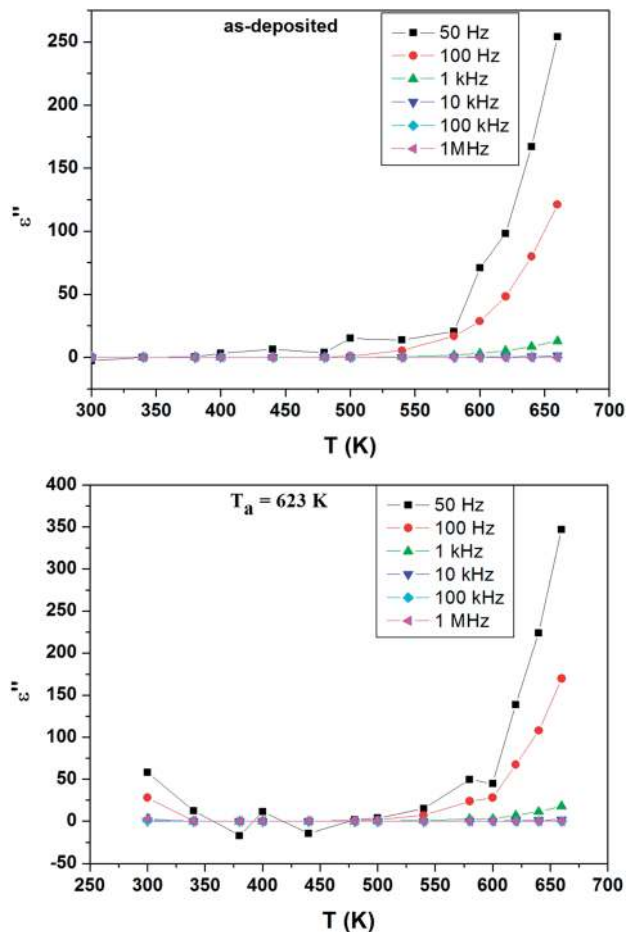 as-deposited
50 Hz
100 Hz
1 kHz
10 kHz
100 kHz
1MHz
250
200
150
100
50
0
ε"
300 350 400 450 500 550 600 650 700
T (K)
T_a = 623 K
50 Hz
100 Hz
1 kHz
10 kHz
100 kHz
1 MHz
400
350
300
250
200
150
100
50
0
-50
ε"
250 300 350 400 450 500 550 600 650 700
T (K)